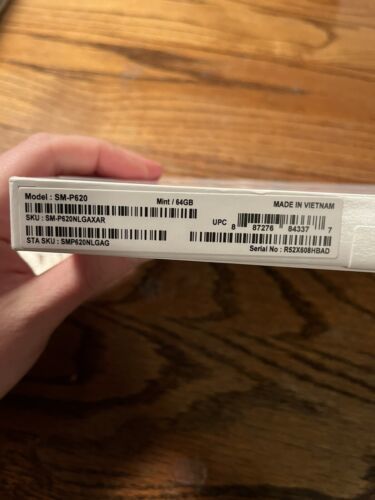 Model : SM-P620 Mint / 64GB MADE IN VIETNAM
SKU : SM-P620NLGAXAR UPC 8 87276 84337 7
STA SKU : SMP620NLGAG Serial No : R52X608HBAD